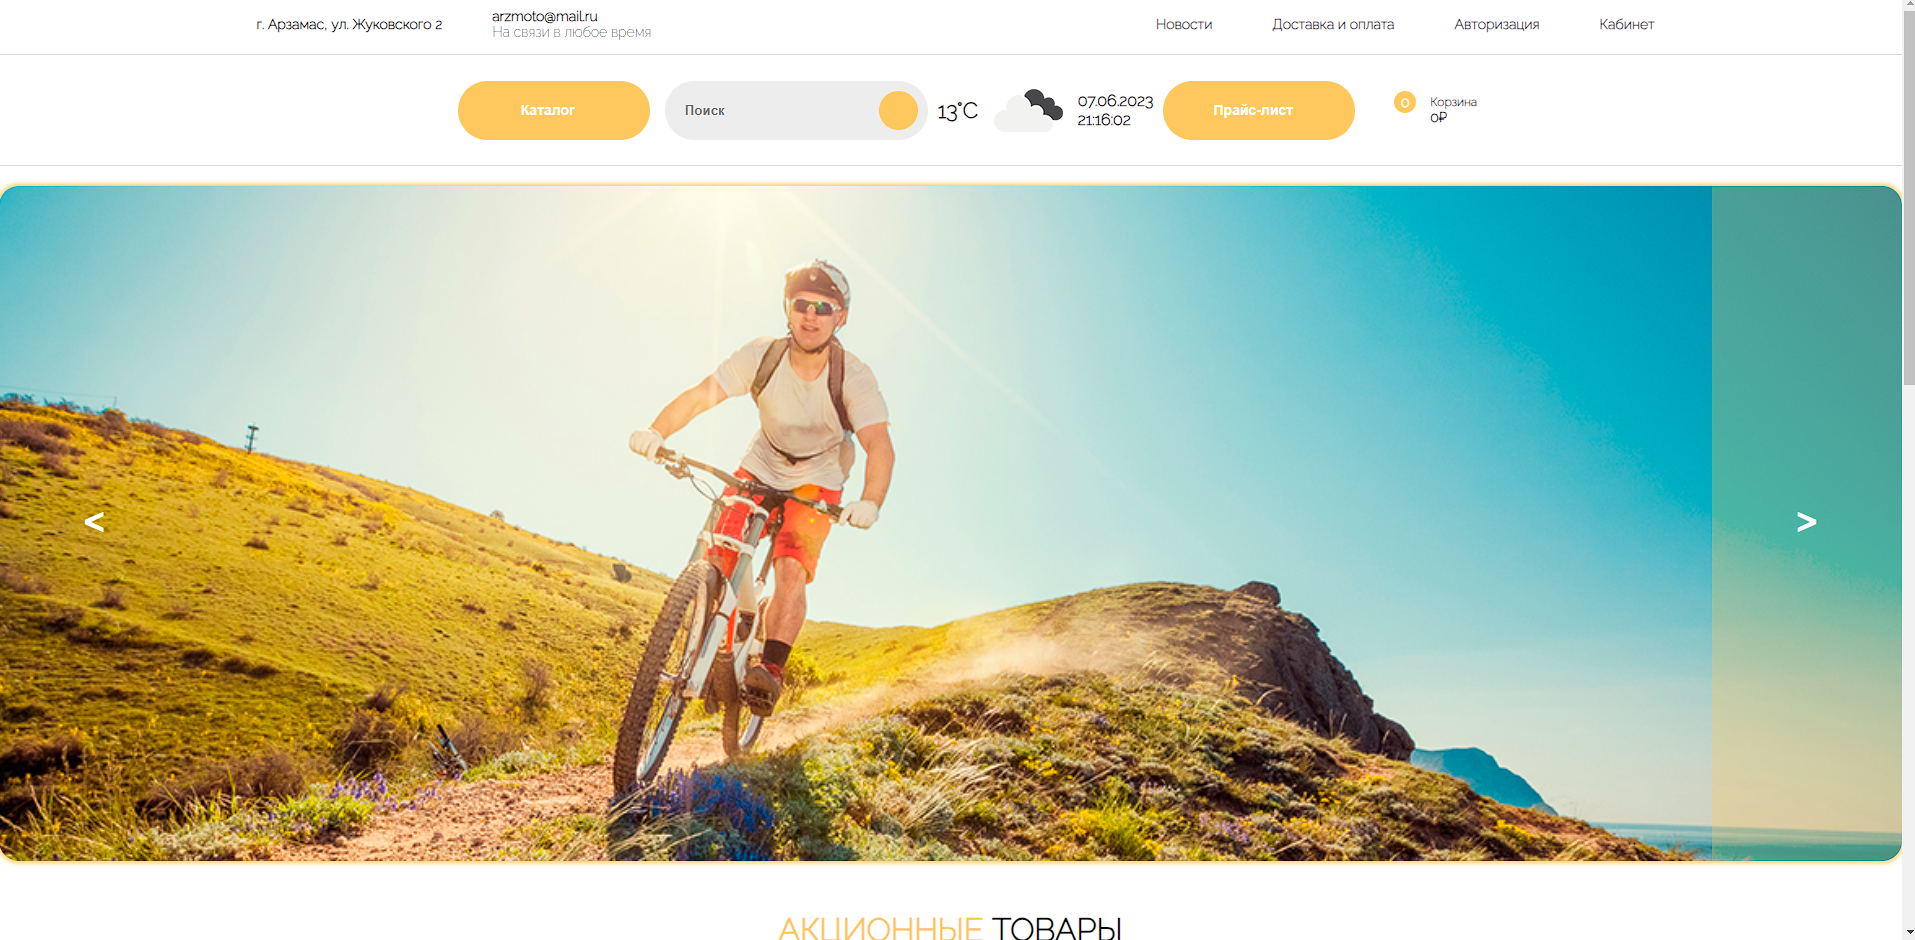 г. Арзамас, ул. Жуковского 2
arzmoto@mail.ru
На связи в любое время
Новости
Доставка и оплата
Авторизация
Кабинет
Каталог
Поиск
13°C
07.06.2023
21:16:02
Прайс-лист
0
Корзина
0₽
<
>
АКЦИОННЫЕ ТОВАРЫ